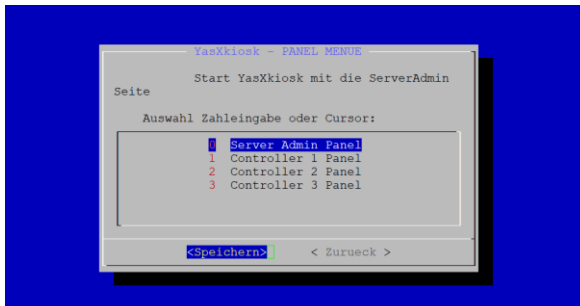 YasXkiosk - PANEL MENUE
Start YasXkiosk mit die ServerAdmin
Seite
Auswahl Zahleingabe oder Cursor:
0 Server Admin Panel
1 Controller 1 Panel
2 Controller 2 Panel
3 Controller 3 Panel
<Speichern> < Zurueck >